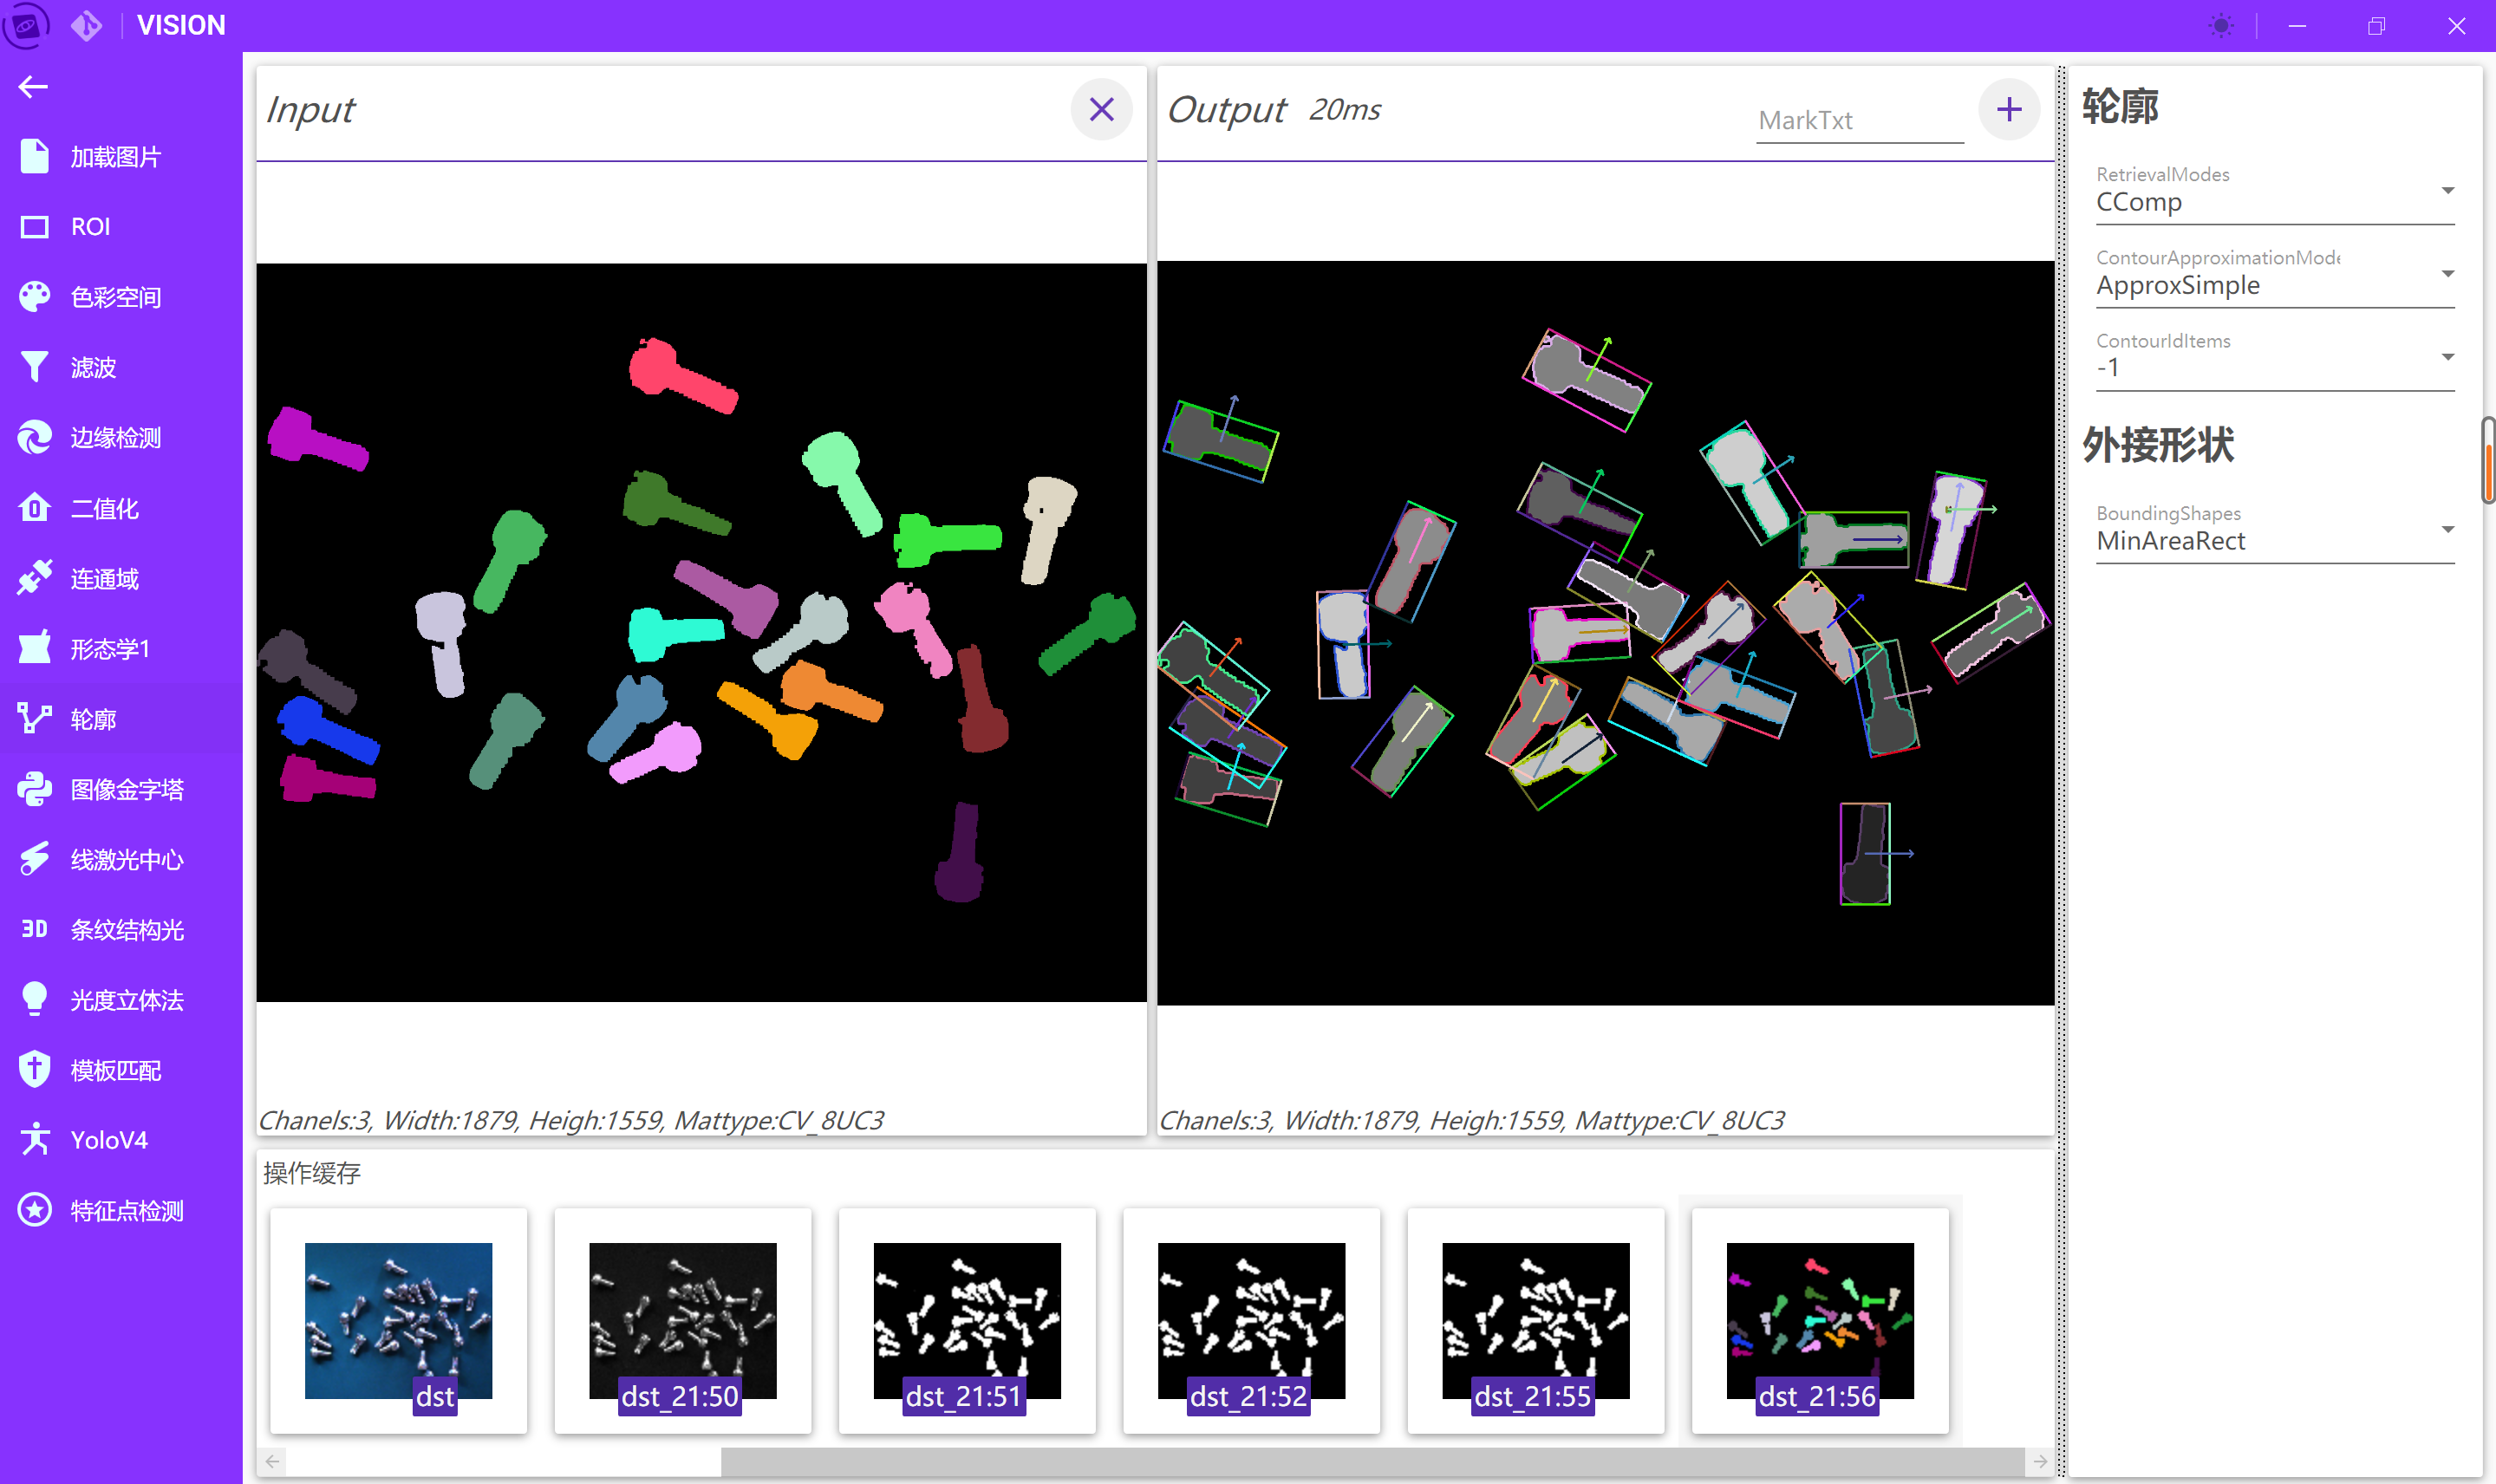 VISION
加载图片
ROI
色彩空间
滤波
边缘检测
二值化
连通域
形态学1
轮廓
图像金字塔
线激光中心
3D 条纹结构光
光度立体法
模板匹配
YoloV4
特征点检测
Input
Chanels:3, Width:1879, Heigh:1559, Mattype:CV_8UC3
Output 20ms
MarkTxt
Chanels:3, Width:1879, Heigh:1559, Mattype:CV_8UC3
操作缓存
dst
dst_21:50
dst_21:51
dst_21:52
dst_21:55
dst_21:56
轮廓
RetrievalModes
CComp
ContourApproximationMode
ApproxSimple
ContourIdItems
-1
外接形状
BoundingShapes
MinAreaRect